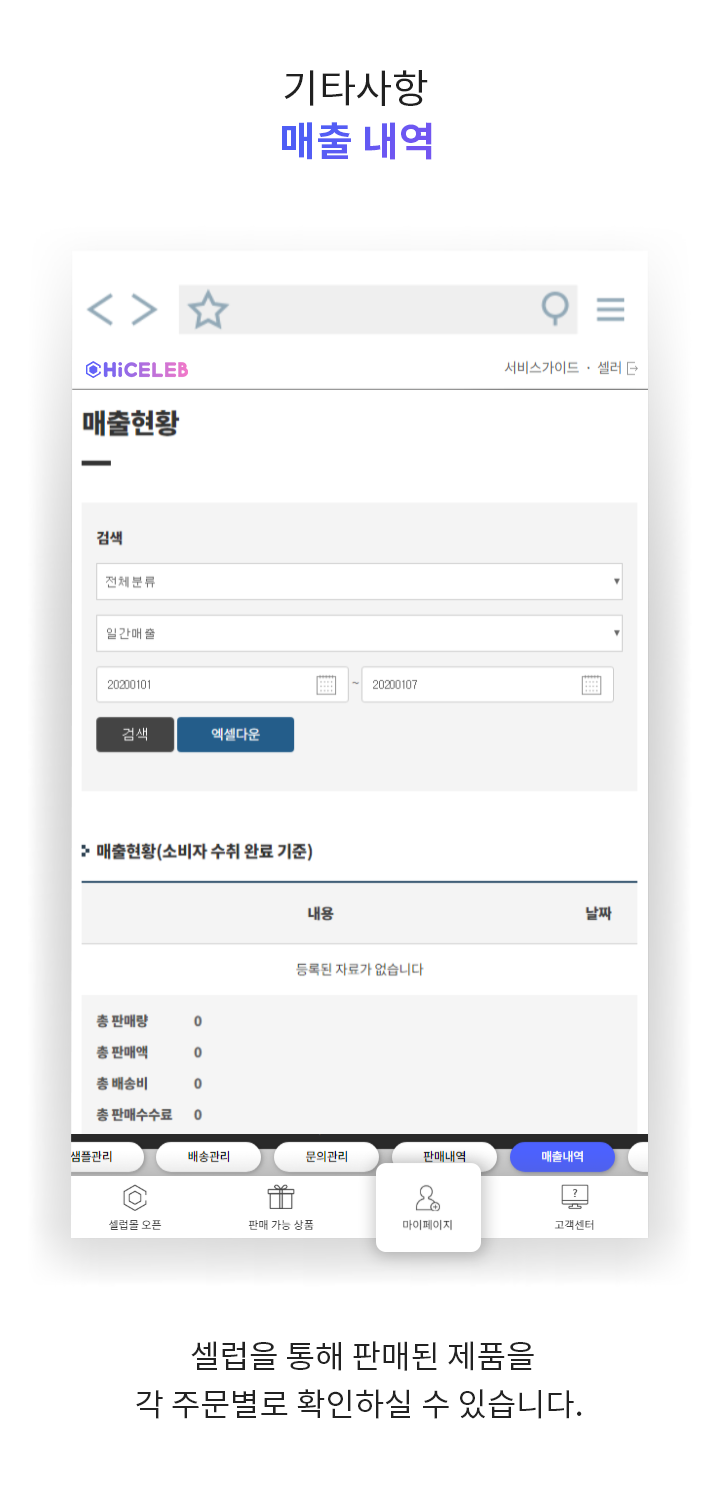 기타사항
매출 내역
HiCELEB
서비스가이드 · 셀러
매출현황
검색
전체분류
일간매출
20200101 ~ 20200107
검색 엑셀다운
매출현황(소비자 수취 완료 기준)
내용 날짜
등록된 자료가 없습니다
총 판매량 0
총 판매액 0
총 배송비 0
총 판매수수료 0
샘플관리 배송관리 문의관리 판매내역 매출내역
셀럽몰 오픈 판매 가능 상품 마이페이지 고객센터
셀럽을 통해 판매된 제품을
각 주문별로 확인하실 수 있습니다.